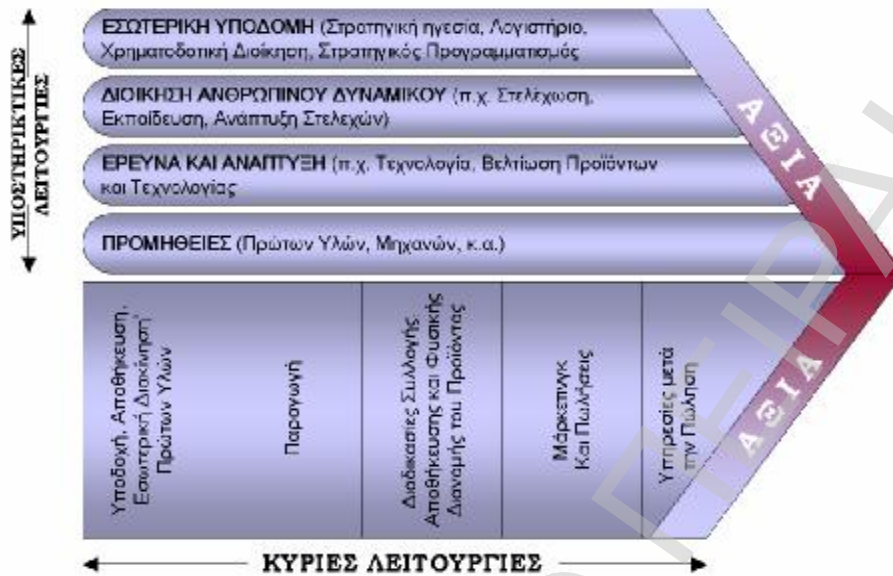 ΥΠΟΣΤΗΡΙΚΤΙΚΕΣ
ΛΕΙΤΟΥΡΓΙΕΣ
ΕΣΩΤΕΡΙΚΗ ΥΠΟΔΟΜΗ (Στρατηγική ηγεσία, Λογιστήριο,
Χρηματοδοτική Διοίκηση, Στρατηγικός Προγραμματισμός
ΔΙΟΙΚΗΣΗ ΑΝΘΡΩΠΙΝΟΥ ΔΥΝΑΜΙΚΟΥ (π.χ. Στελέχωση,
Εκπαίδευση, Ανάπτυξη Στελεχών)
ΕΡΕΥΝΑ ΚΑΙ ΑΝΑΠΤΥΞΗ (π.χ. Τεχνολογία, Βελτίωση Προϊόντων
και Τεχνολογίας
ΠΡΟΜΗΘΕΙΕΣ (Πρώτων Υλών, Μηχανών, κ.α.)
ΑΞΙΑ
Υποδοχή, Αποθήκευση,
Εσωτερική Διακίνηση
Πρώτων Υλών
Παραγωγή
Διαδικασίες Συλλογής,
Αποθήκευσης και Φυσικής
Διανομής του Προϊόντας
Μάρκετινγκ
Και Πωλήσεις
Υπηρεσίες μετά
την Πώληση
ΑΞΙΑ
ΚΥΡΙΕΣ ΛΕΙΤΟΥΡΓΙΕΣ